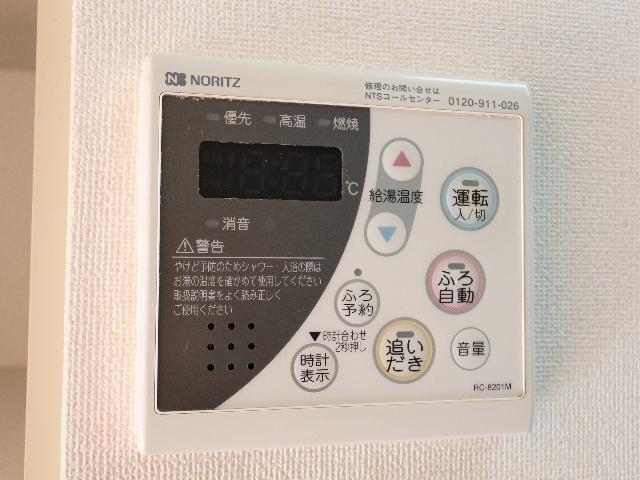 NORITZ
修理のお問い合せは
NTSコールセンター 0120-911-026
優先 高温 燃焼
AM
PM
℃
消音
給湯温度
運転
入/切
警告
やけど予防のためシャワー・入浴の際は
お湯の温度を確かめて使用してください
取扱説明書をよく読み正しく
ご使用ください
ふろ
自動
ふろ
予約
▼時計合わせ
2秒押し
時計
表示
追い
だき
音量
RC-8201M